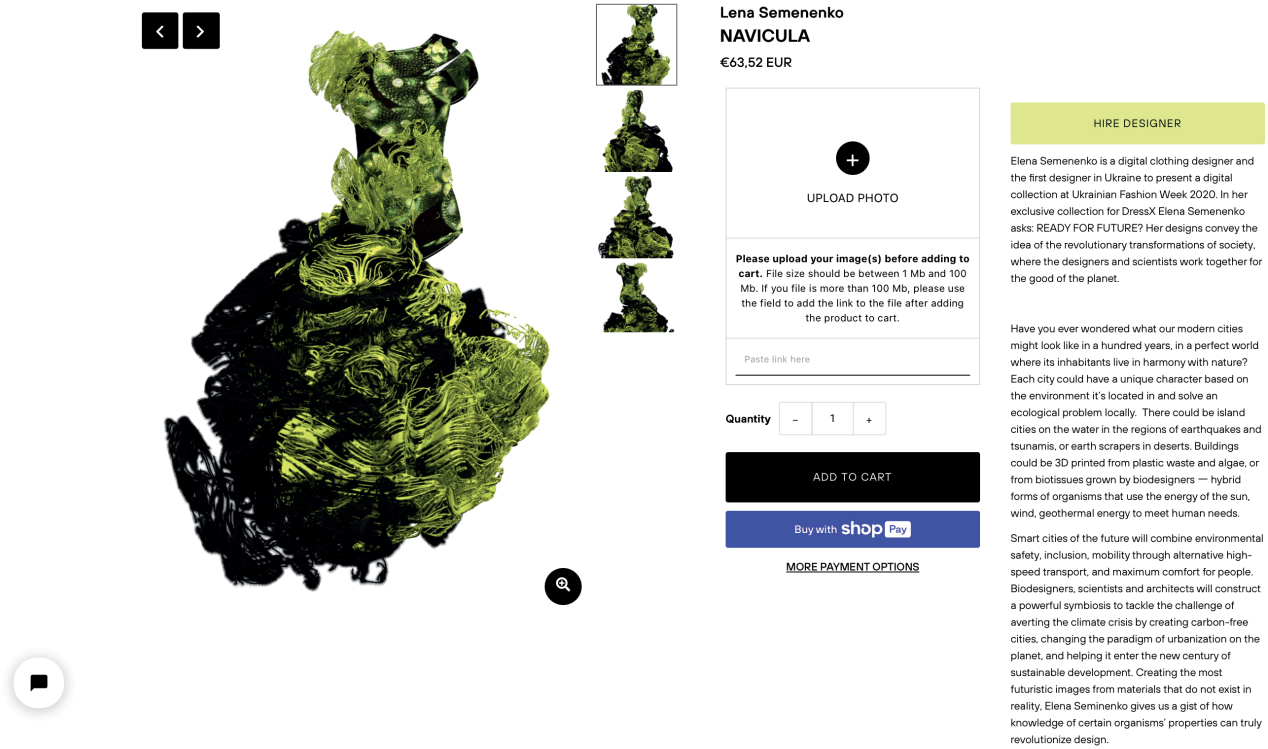 Lena Semenenko
NAVICULA
€63,52 EUR
+
UPLOAD PHOTO
Please upload your image(s) before adding to
cart. File size should be between 1 Mb and 100
Mb. If you file is more than 100 Mb, please use
the field to add the link to the file after adding
the product to cart.
Paste link here
Quantity – 1 +
ADD TO CART
Buy with shop Pay
MORE PAYMENT OPTIONS
HIRE DESIGNER
Elena Semenenko is a digital clothing designer and
the first designer in Ukraine to present a digital
collection at Ukrainian Fashion Week 2020. In her
exclusive collection for DressX Elena Semenenko
asks: READY FOR FUTURE? Her designs convey the
idea of the revolutionary transformations of society,
where the designers and scientists work together for
the good of the planet.
Have you ever wondered what our modern cities
might look like in a hundred years, in a perfect world
where its inhabitants live in harmony with nature?
Each city could have a unique character based on
the environment it's located in and solve an
ecological problem locally.  There could be island
cities on the water in the regions of earthquakes and
tsunamis, or earth scrapers in deserts. Buildings
could be 3D printed from plastic waste and algae, or
from biotissues grown by biodesigners — hybrid
forms of organisms that use the energy of the sun,
wind, geothermal energy to meet human needs.
Smart cities of the future will combine environmental
safety, inclusion, mobility through alternative high-
speed transport, and maximum comfort for people.
Biodesigners, scientists and architects will construct
a powerful symbiosis to tackle the challenge of
averting the climate crisis by creating carbon-free
cities, changing the paradigm of urbanization on the
planet, and helping it enter the new century of
sustainable development. Creating the most
futuristic images from materials that do not exist in
reality, Elena Seminenko gives us a gist of how
knowledge of certain organisms' properties can truly
revolutionize design.